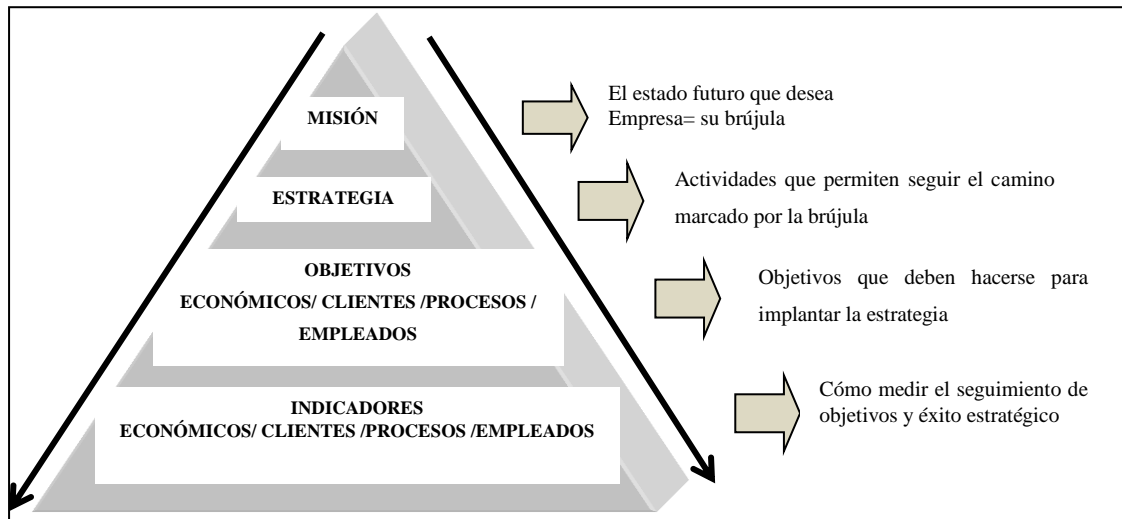 MISIÓN
El estado futuro que desea
Empresa= su brújula
ESTRATEGIA
Actividades que permiten seguir el camino
marcado por la brújula
OBJETIVOS
ECONÓMICOS/ CLIENTES /PROCESOS /
EMPLEADOS
Objetivos que deben hacerse para
implantar la estrategia
INDICADORES
ECONÓMICOS/ CLIENTES /PROCESOS /EMPLEADOS
Cómo medir el seguimiento de
objetivos y éxito estratégico